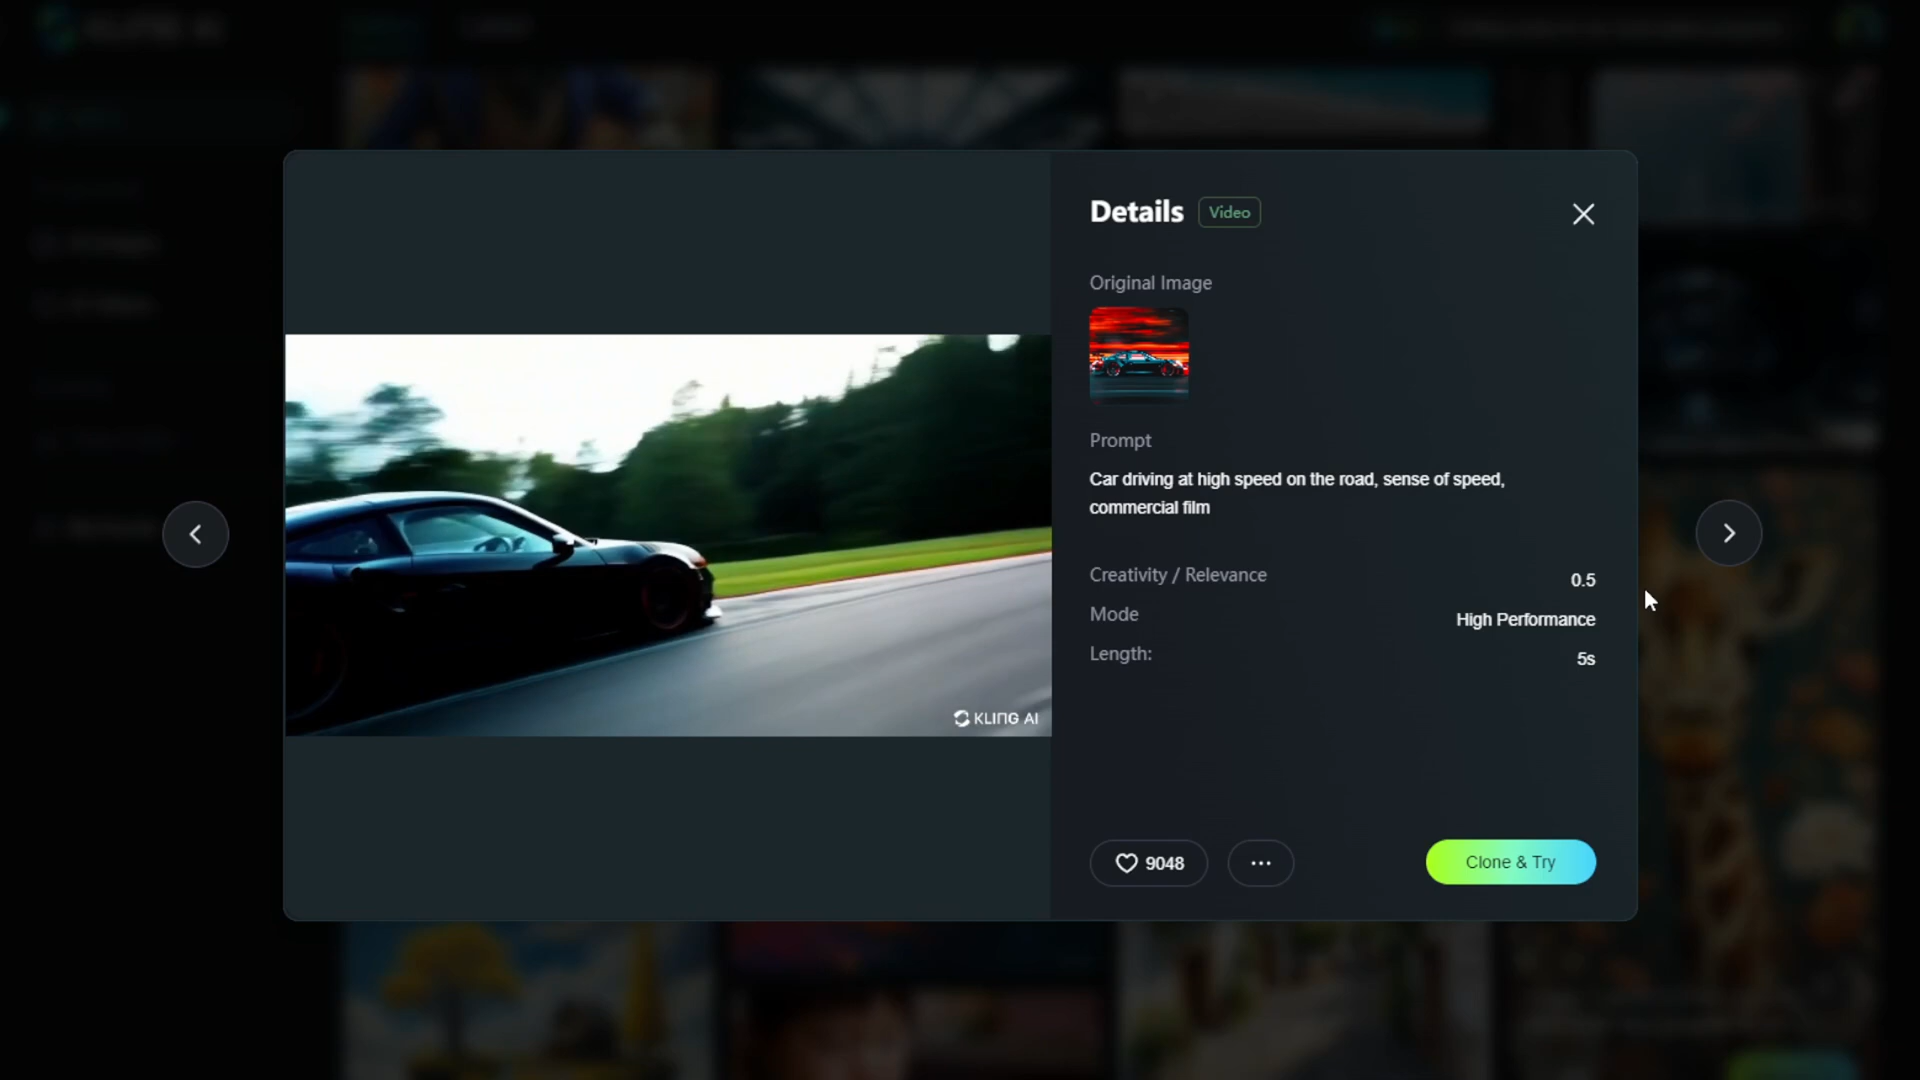 Details
Video
Original Image
Prompt
Car driving at high speed on the road, sense of speed,
commercial film
Creativity / Relevance
0.5
Mode
High Performance
Length:
5s
KLING AI
9048
Clone & Try